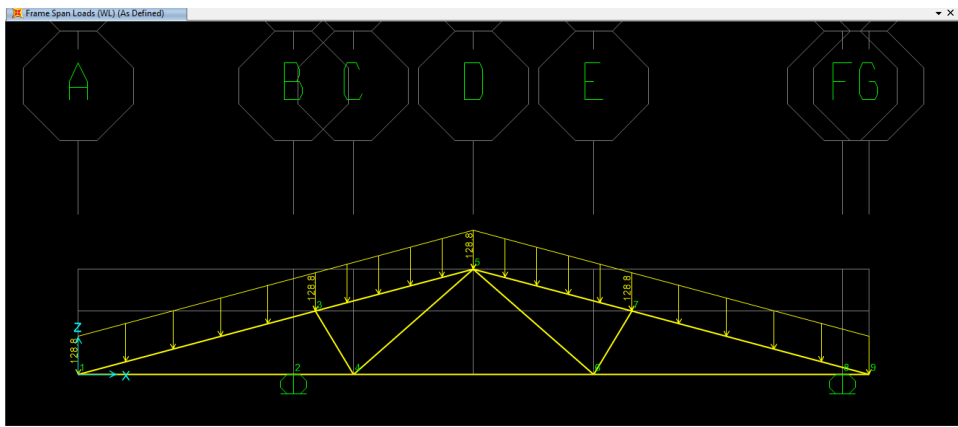 Frame Span Loads (WL) (As Defined)
A B C D E F G
128.8
5
128.8 128.8
3 7
Z
128.8
1 X 2 4 6 8 9